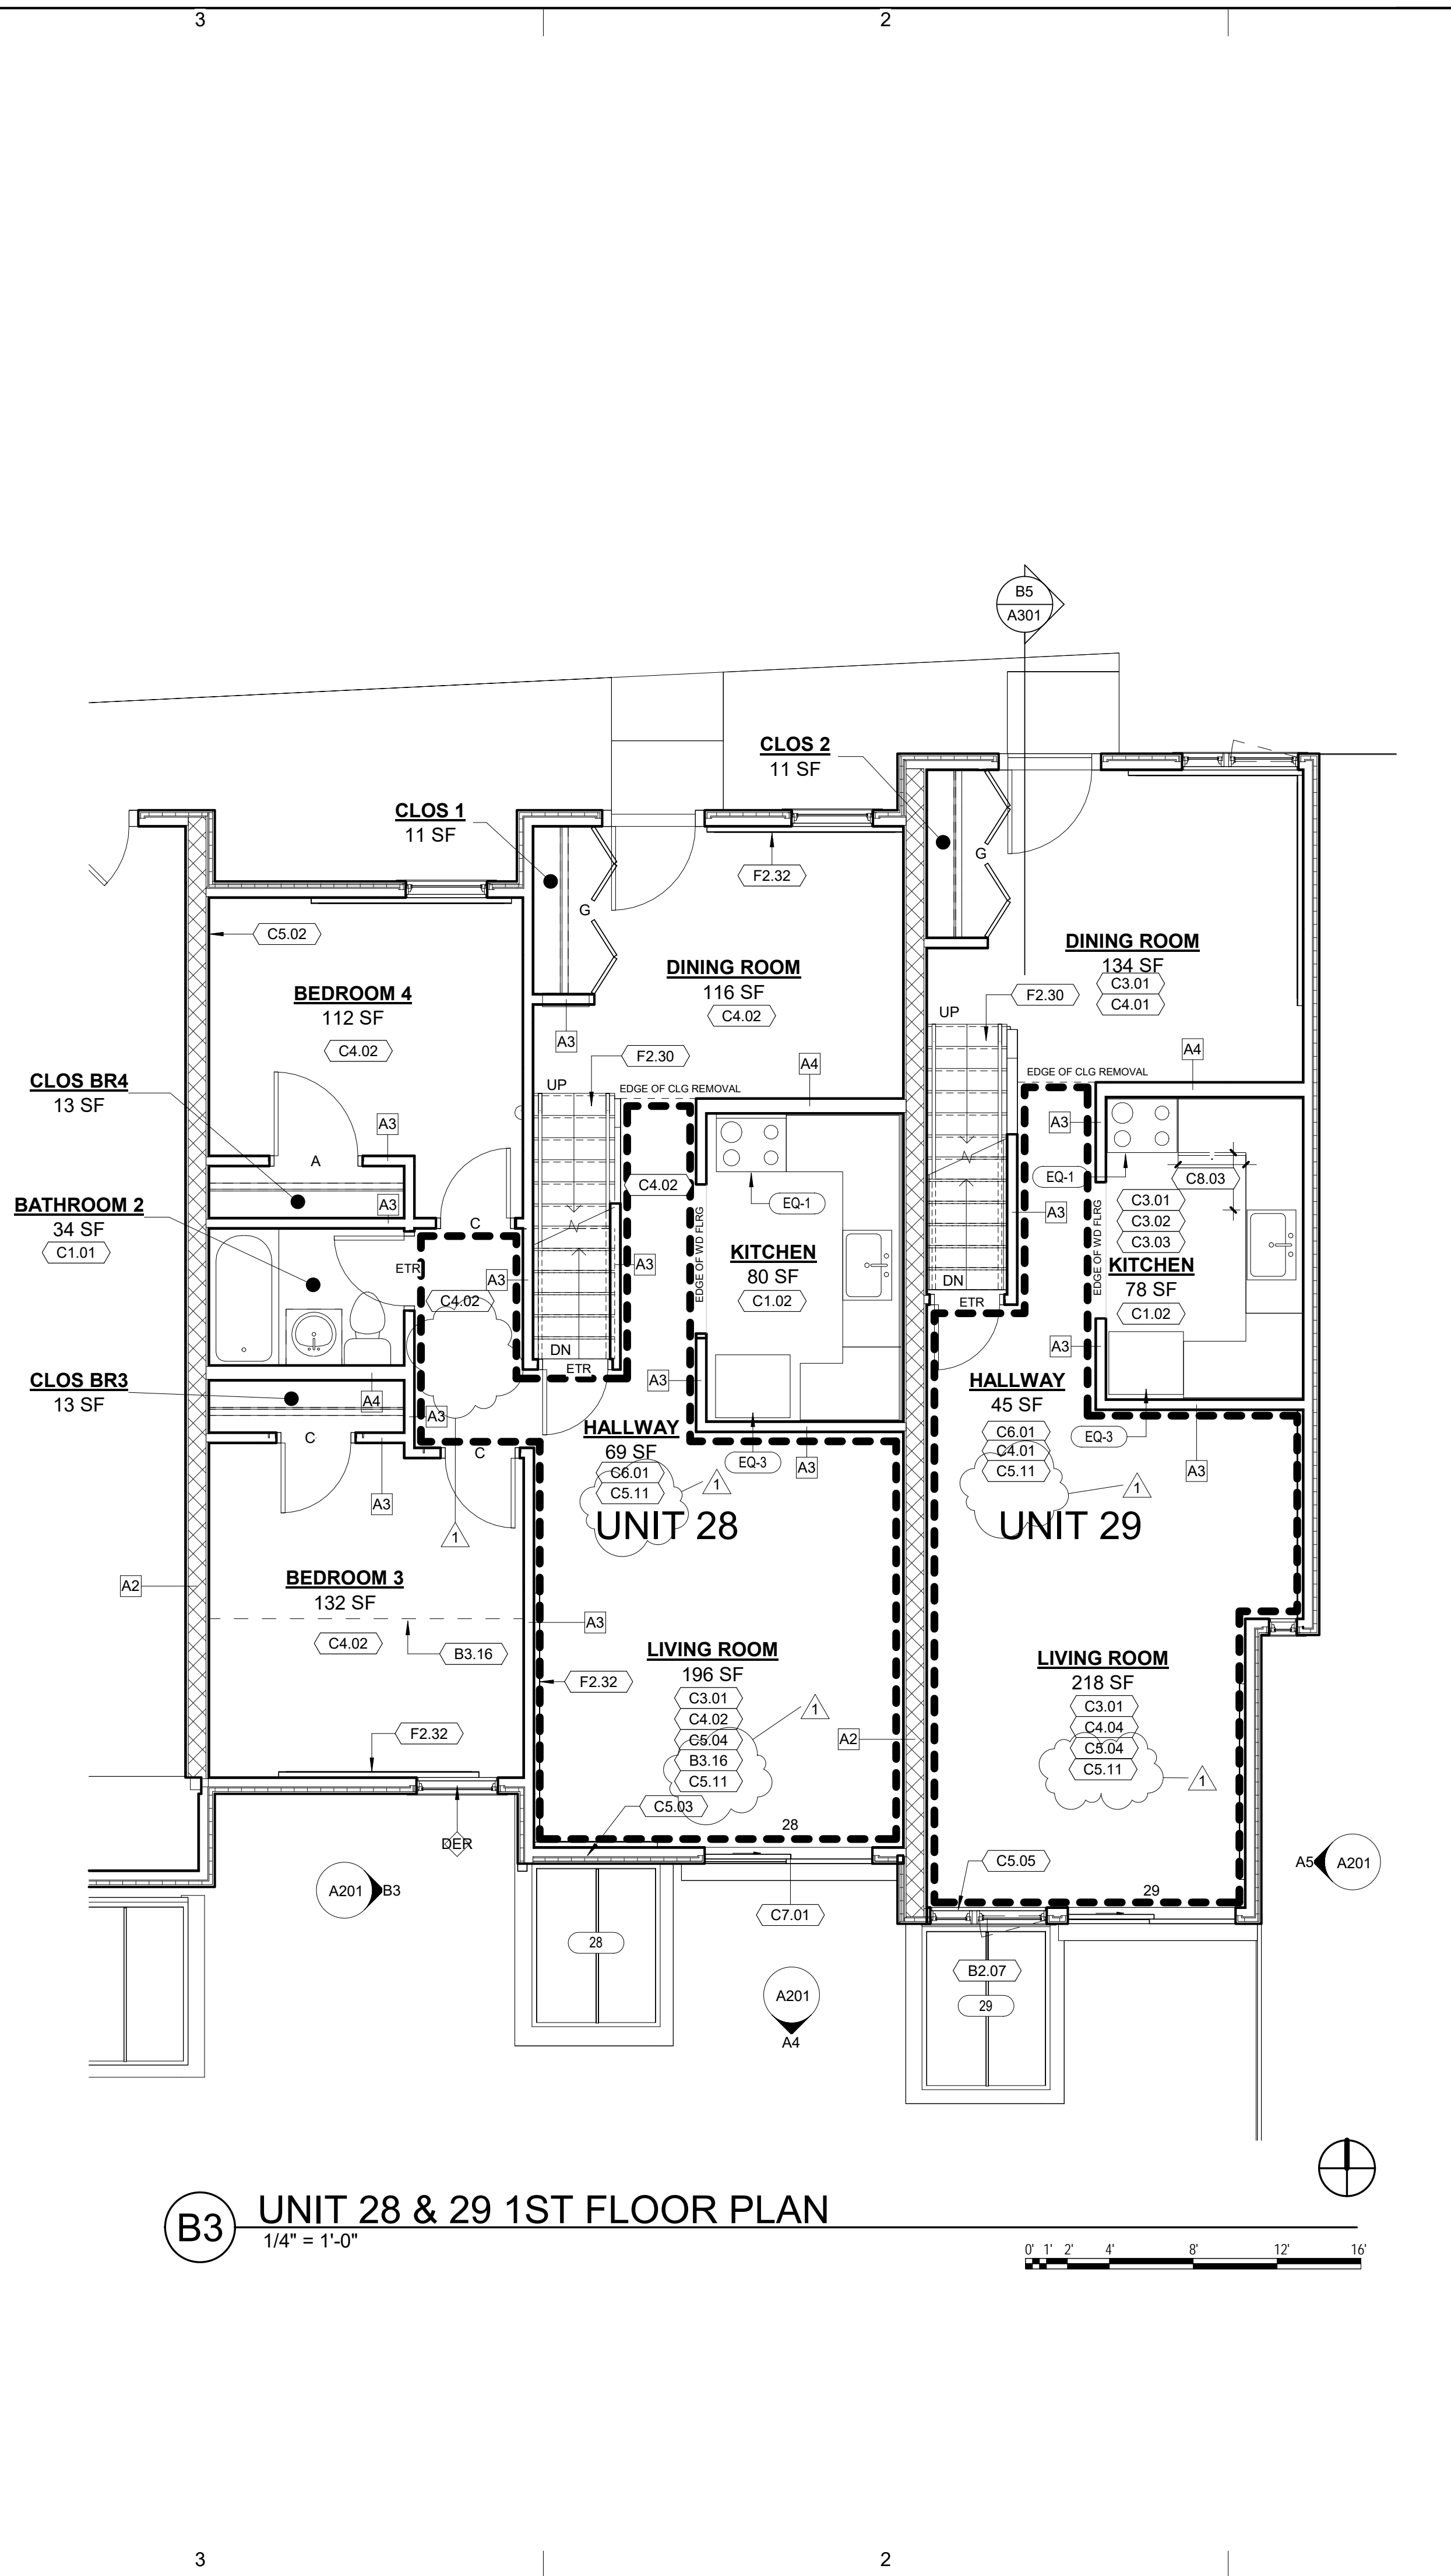 3
2
B5
A301
CLOS 2
11 SF
CLOS 1
11 SF
G
G
F2.32
C5.02
BEDROOM 4
112 SF
C4.02
DINING ROOM
116 SF
C4.02
DINING ROOM
134 SF
C3.01
C4.01
F2.30
UP
A3
F2.30
A4
A4
UP
EDGE OF CLG REMOVAL
EDGE OF CLG REMOVAL
CLOS BR4
13 SF
A3
A3
A
C4.02
EQ-1
C8.03
A3
EQ-1
C3.01
C3.02
C3.03
BATHROOM 2
34 SF
C1.01
C
A3
EDGE OF WD FLRG
EDGE OF WD FLRG
KITCHEN
80 SF
C1.02
KITCHEN
78 SF
C1.02
ETR
A3
A3
C4.02
DN
ETR
DN
ETR
A3
CLOS BR3
13 SF
A4
A3
A3
HALLWAY
45 SF
C6.01
C4.01
C5.11
HALLWAY
69 SF
C6.01
C5.11
C
C
EQ-3
A3
EQ-3
A3
1
1
A3
1
UNIT 28
UNIT 29
A2
BEDROOM 3
132 SF
C4.02
B3.16
A3
F2.32
LIVING ROOM
196 SF
C3.01
C4.02
C5.04
B3.16
C5.11
1
LIVING ROOM
218 SF
C3.01
C4.04
C5.04
C5.11
1
A2
F2.32
C5.03
28
DER
C5.05
A5
A201
A201
B3
29
C7.01
28
B2.07
29
A201
A4
B3
UNIT 28 & 29 1ST FLOOR PLAN
1/4" = 1'-0"
0' 1' 2' 4' 8' 12' 16'
3
2